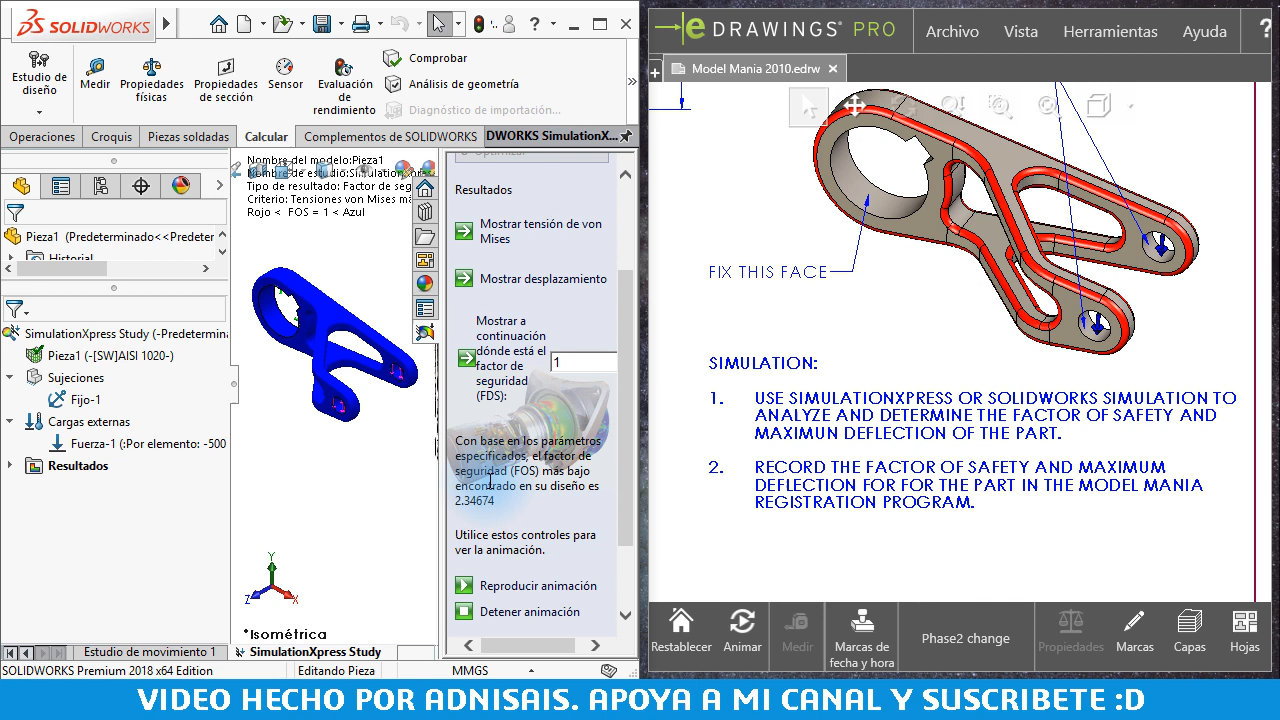 SOLIDWORKS
Estudio de
diseño
Medir
Propiedades
físicas
Propiedades
de sección
Sensor
Evaluación
de
rendimiento
Comprobar
Análisis de geometría
Diagnóstico de importación...
Operaciones
Croquis
Piezas soldadas
Calcular
Complementos de SOLIDWORKS
DWORKS SimulationX...
Pieza1 (Predeterminado<<Predeter
Historial
SimulationXpress Study (-Predetermina
Pieza1 (-[SW]AISI 1020-)
Sujeciones
Fijo-1
Cargas externas
Fuerza-1 (:Por elemento: -500
Resultados
Nombre del modelo:Pieza1
Tipo de resultado: Factor de seg
Criterio: Tensiones von Mises m
Rojo < FOS = 1 < Azul
Y
Z
X
*Isométrica
Resultados
Mostrar tensión de von
Mises
Mostrar desplazamiento
Mostrar a
continuación
dónde está el
factor de
seguridad
(FDS):
1
Con base en los parámetros
especificados, el factor de
seguridad (FOS) más bajo
encontrado en su diseño es
2.34674
Utilice estos controles para
ver la animación.
Reproducir animación
Detener animación
Estudio de movimiento 1
SimulationXpress Study
SOLIDWORKS Premium 2018 x64 Edition
Editando Pieza
MMGS
e DRAWINGS® PRO
Archivo
Vista
Herramientas
Ayuda
?
Model Mania 2010.edrw
FIX THIS FACE
SIMULATION:
1. USE SIMULATIONXPRESS OR SOLIDWORKS SIMULATION TO
ANALYZE AND DETERMINE THE FACTOR OF SAFETY AND
MAXIMUN DEFLECTION OF THE PART.
2. RECORD THE FACTOR OF SAFETY AND MAXIMUM
DEFLECTION FOR FOR THE PART IN THE MODEL MANIA
REGISTRATION PROGRAM.
Restablecer
Animar
Medir
Marcas de
fecha y hora
Phase2 change
Propiedades
Marcas
Capas
Hojas
VIDEO HECHO POR ADNISAIS. APOYA A MI CANAL Y SUSCRIBETE :D